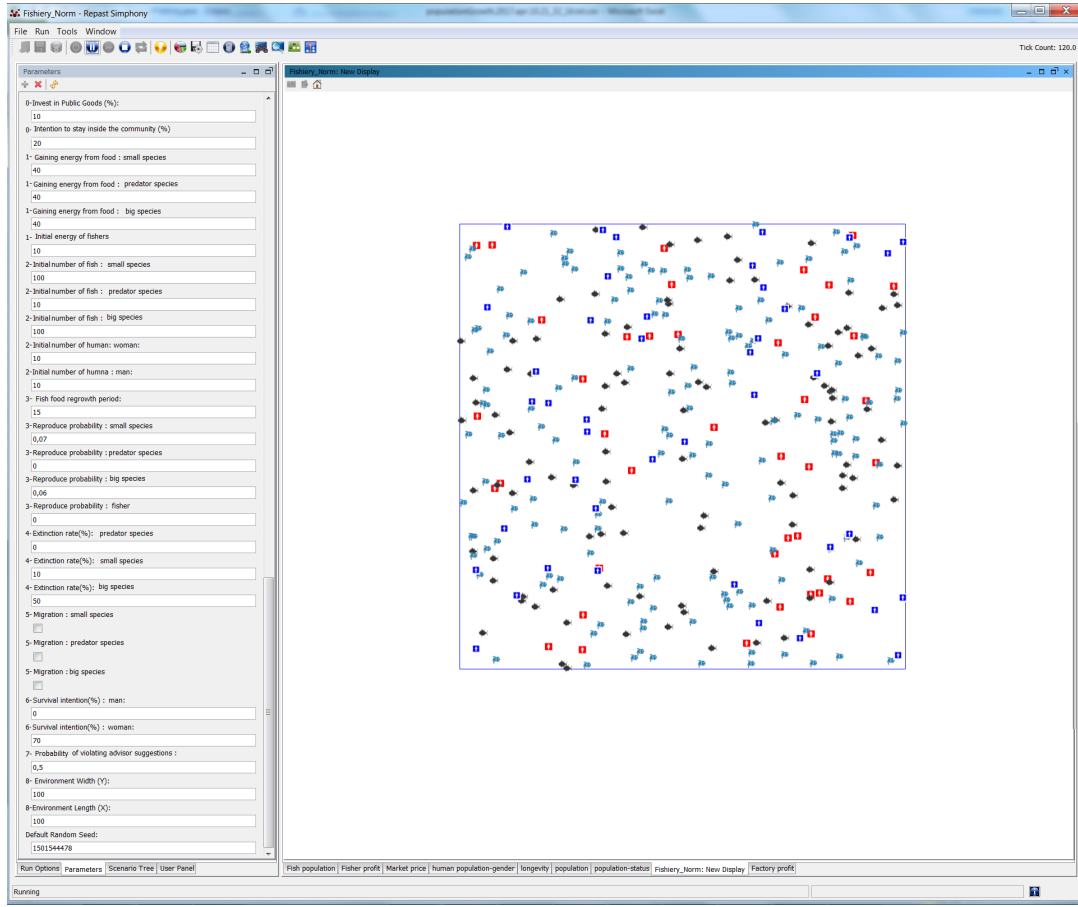 Fishiery_Norm - Repast Simphony
File Run Tools Window
Tick Count: 120.0
Parameters
Fishiery_Norm: New Display
0-Invest in Public Goods (%):
10
0- Intention to stay inside the community (%)
20
1- Gaining energy from food : small species
40
1-Gaining energy from food : predator species
40
1-Gaining energy from food : big species
40
1- Initial energy of fishers
10
2-Initial number of fish : small species
100
2-Initial number of fish : predator species
10
2-Initial number of fish : big species
100
2-Initial number of human: woman:
10
2-Initial number of humna : man:
10
3- Fish food regrowth period:
15
3-Reproduce probability : small species
0,07
3-Reproduce probability : predator species
0
3-Reproduce probability : big species
0,06
3-Reproduce probability : fisher
0
4-Extinction rate(%): predator species
0
4- Extinction rate(%): small species
10
4- Extinction rate(%): big species
50
5- Migration : small species
5- Migration : predator species
5- Migration : big species
6-Survival intention(%) : man:
0
6-Survival intention(%) : woman:
70
7- Probability of violating advisor suggestions :
0,5
8- Environment Width (Y):
100
8-Environment Length (X):
100
Default Random Seed:
1501544478
Run Options Parameters Scenario Tree User Panel
Fish population Fisher profit Market price human population-gender longevity population population-status Fishiery_Norm: New Display Factory profit
Running